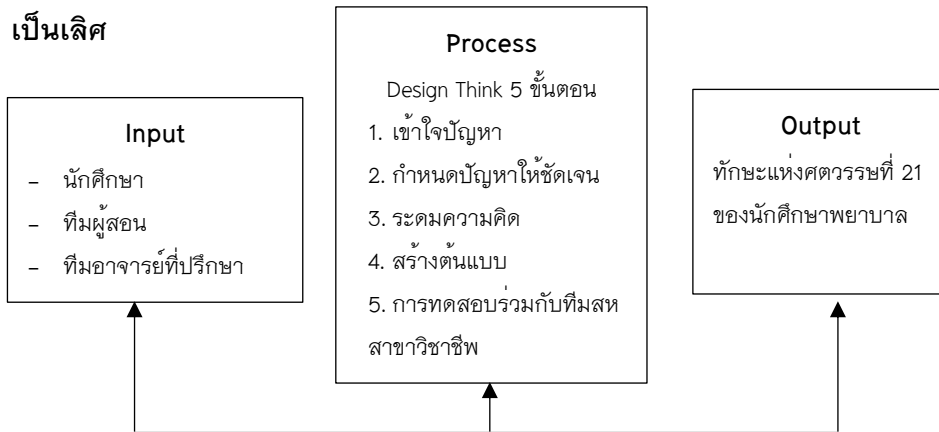 เป็นเลิศ
Input
- นักศึกษา
- ทีมผู้สอน
- ทีมอาจารย์ที่ปรึกษา
Process
Design Think 5 ขั้นตอน
1. เข้าใจปัญหา
2. กำหนดปัญหาให้ชัดเจน
3. ระดมความคิด
4. สร้างต้นแบบ
5. การทดสอบร่วมกับทีมสห
สาขาวิชาชีพ
Output
ทักษะแห่งศตวรรษที่ 21
ของนักศึกษาพยาบาล